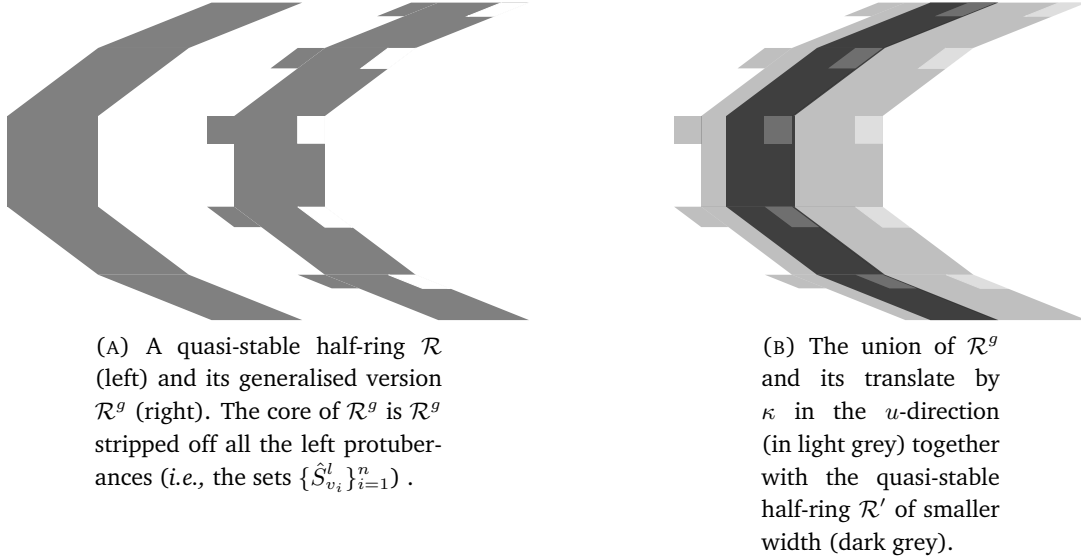 (A) A quasi-stable half-ring $\mathcal{R}$
(left) and its generalised version
$\mathcal{R}^g$ (right). The core of $\mathcal{R}^g$ is $\mathcal{R}^g$
stripped off all the left protuber-
ances (i.e., the sets $\{\hat{S}^l_{v_i}\}_{i=1}^n$) .
(B) The union of $\mathcal{R}^g$
and its translate by
$\kappa$ in the $u$-direction
(in light grey) together
with the quasi-stable
half-ring $\mathcal{R}'$ of smaller
width (dark grey).